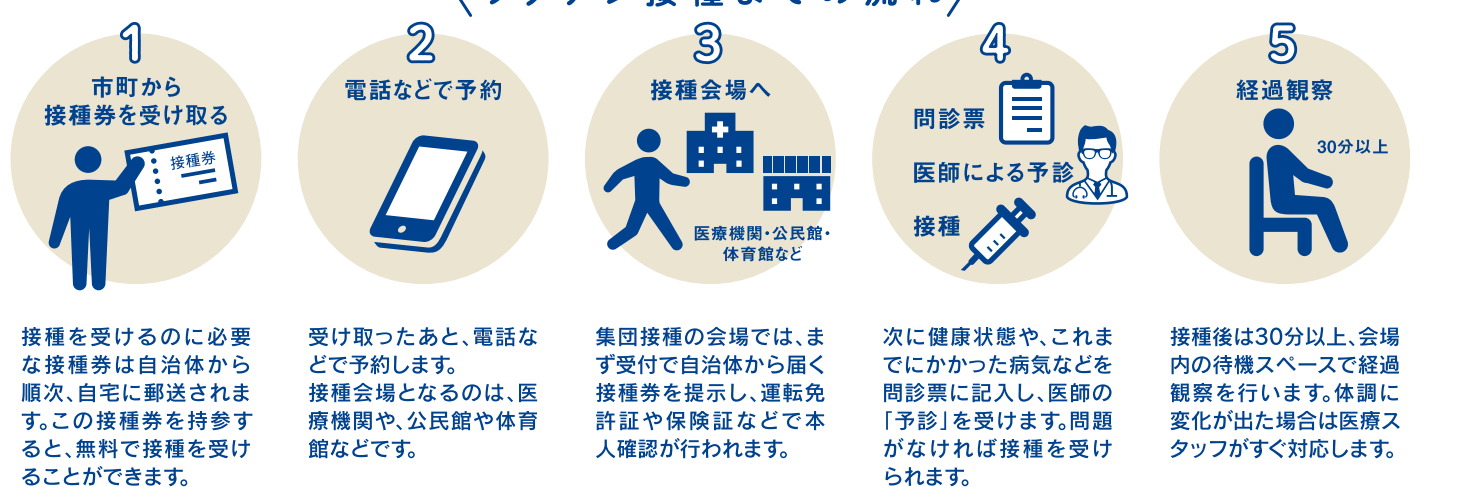 ワクチン接種までの流れ
1
市町から
接種券を受け取る
接種券
接種を受けるのに必要
な接種券は自治体から
順次、自宅に郵送されま
す。この接種券を持参す
ると、無料で接種を受け
ることができます。
2
電話などで予約
受け取ったあと、電話な
どで予約します。
接種会場となるのは、医
療機関や、公民館や体育
館などです。
3
接種会場へ
医療機関・公民館・
体育館など
集団接種の会場では、ま
ず受付で自治体から届く
接種券を提示し、運転免
許証や保険証などで本
人確認が行われます。
4
問診票
医師による予診
接種
次に健康状態や、これま
でにかかった病気などを
問診票に記入し、医師の
「予診」を受けます。問題
がなければ接種を受け
られます。
5
経過観察
30分以上
接種後は30分以上、会場
内の待機スペースで経過
観察を行います。体調に
変化が出た場合は医療ス
タッフがすぐ対応します。